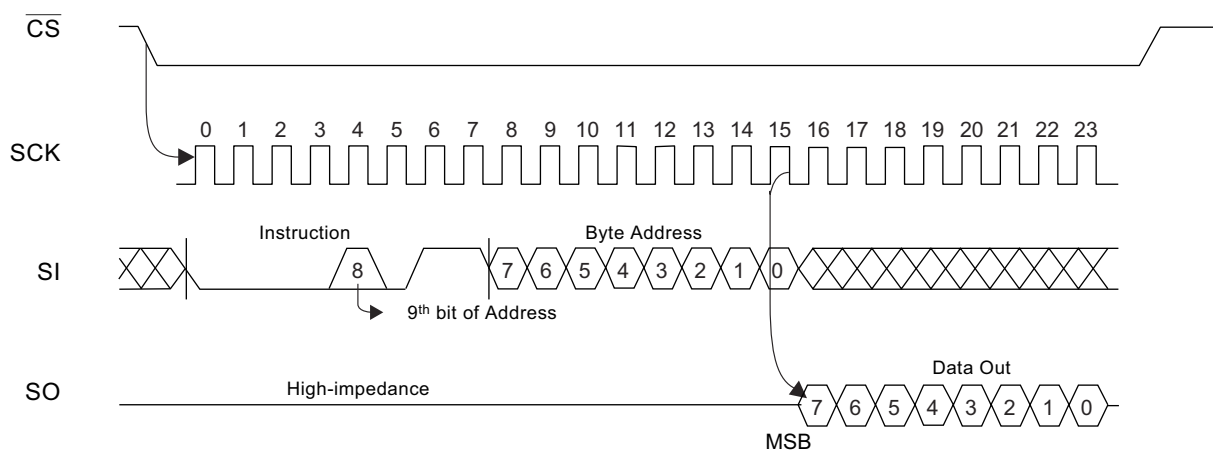 CS
0 1 2 3 4 5 6 7 8 9 10 11 12 13 14 15 16 17 18 19 20 21 22 23
SCK
Instruction Byte Address
SI 8 7 6 5 4 3 2 1 0
9th bit of Address
Data Out
SO High-impedance 7 6 5 4 3 2 1 0
MSB